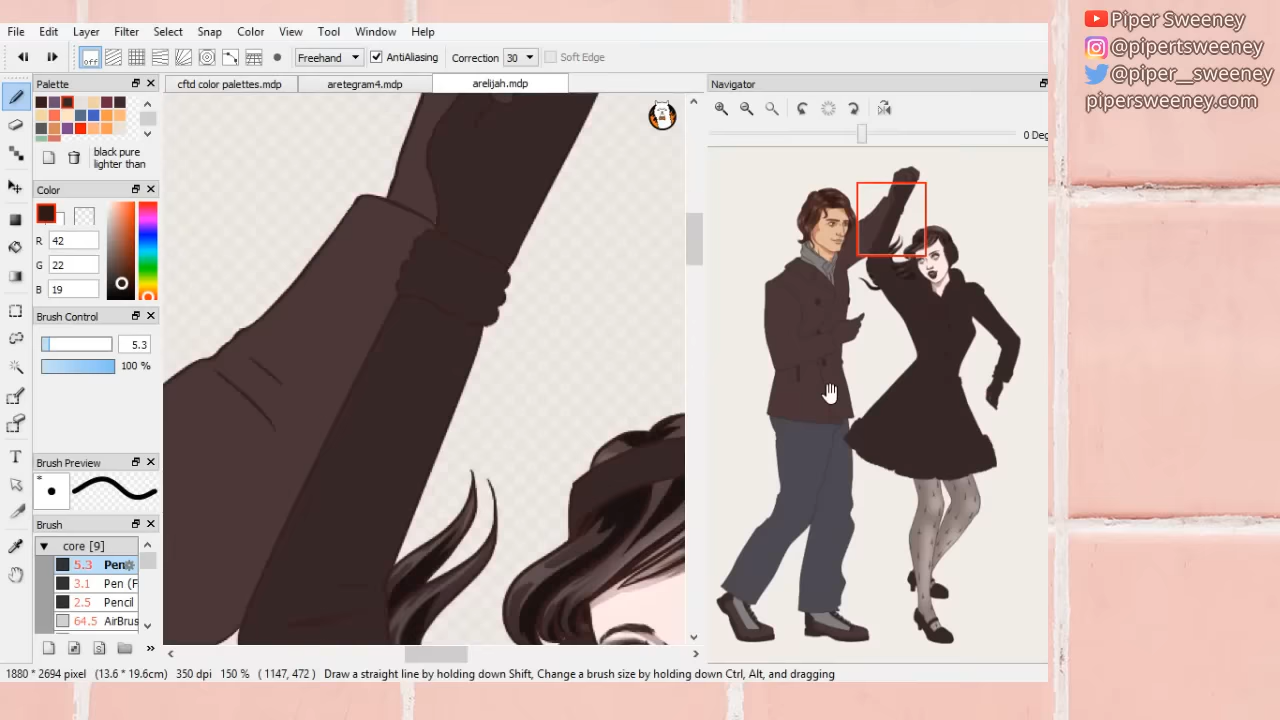 File Edit Layer Filter Select Snap Color View Tool Window Help
off Freehand AntiAliasing Correction 30 Soft Edge
Palette
cftd color palettes.mdp aretegram4.mdp arelijah.mdp
Navigator
0 Deg
black pure
lighter than
Color
R 42
G 22
B 19
Brush Control
5.3
100 %
Brush Preview
*
Brush
core [9]
5.3 Pen
3.1 Pen (F
2.5 Pencil
64.5 AirBrus
1880 * 2694 pixel (13.6 * 19.6cm) 350 dpi 150 % ( 1147, 472 ) Draw a straight line by holding down Shift, Change a brush size by holding down Ctrl, Alt, and dragging
Piper Sweeney
@pipertsweeney
@piper__sweeney
pipersweeney.com